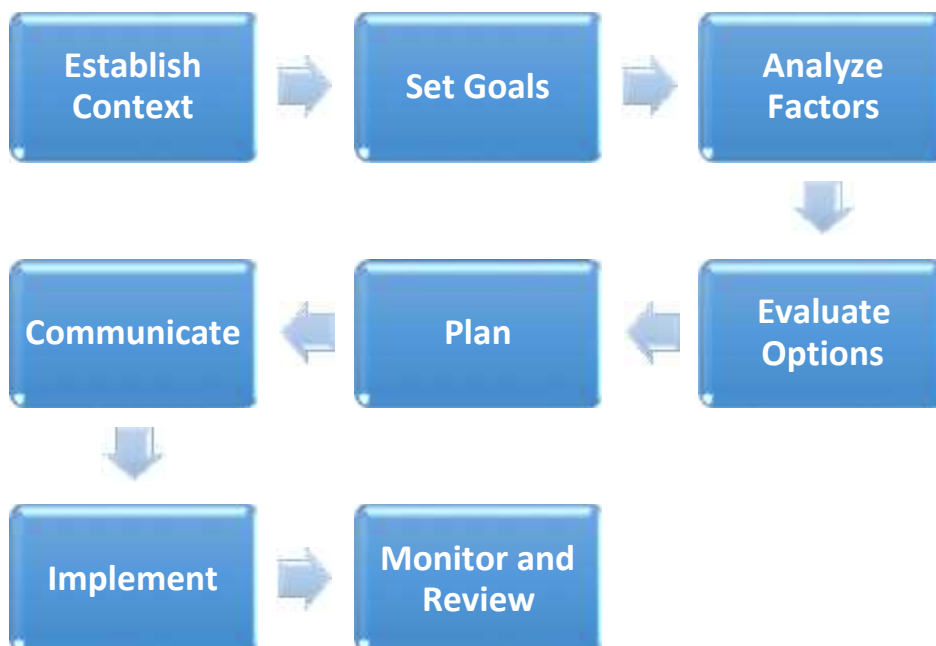 Establish
Context
Set Goals
Analyze
Factors
Evaluate
Options
Plan
Communicate
Implement
Monitor and
Review